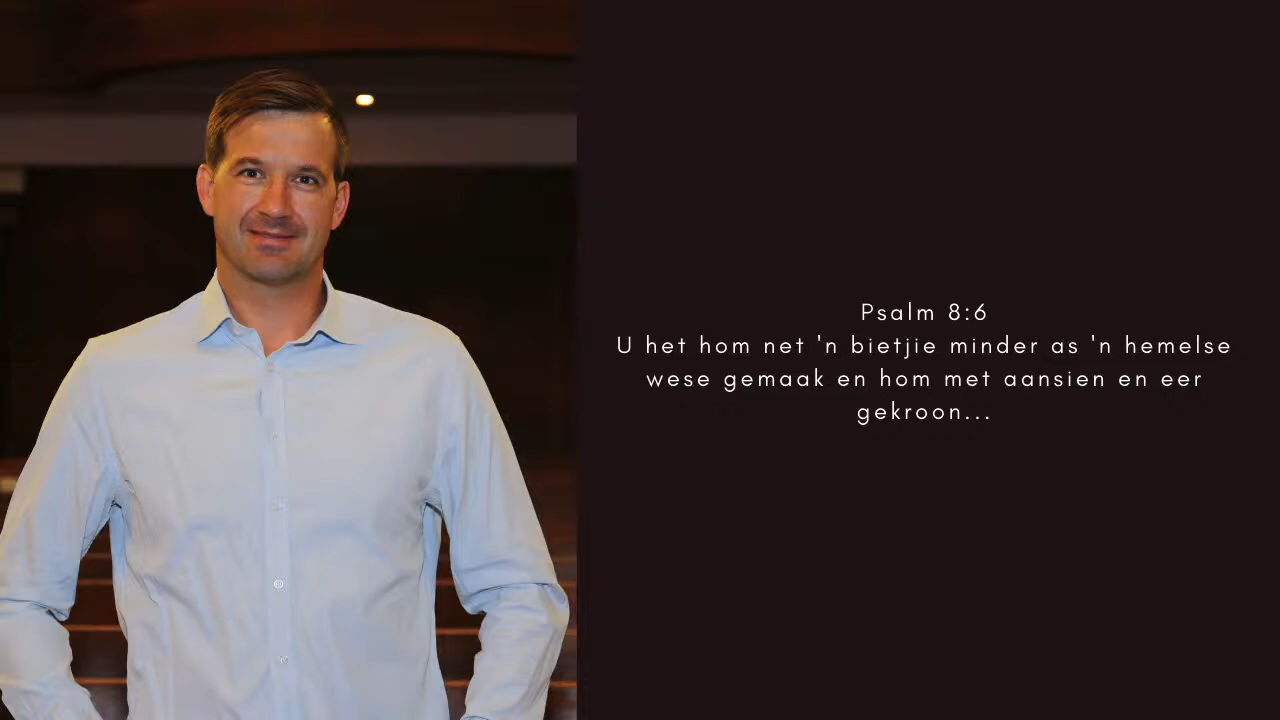 Psalm 8:6
U het hom net 'n bietjie minder as 'n hemelse
wese gemaak en hom met aansien en eer
gekroon...